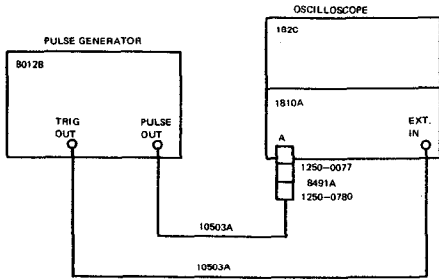 OSCILLOSCOPE
182C
PULSE GENERATOR
8012B
1810A
TRIG OUT
PULSE OUT
A
EXT. IN
1250-0077
8491A
1250-0780
10503A
10503A